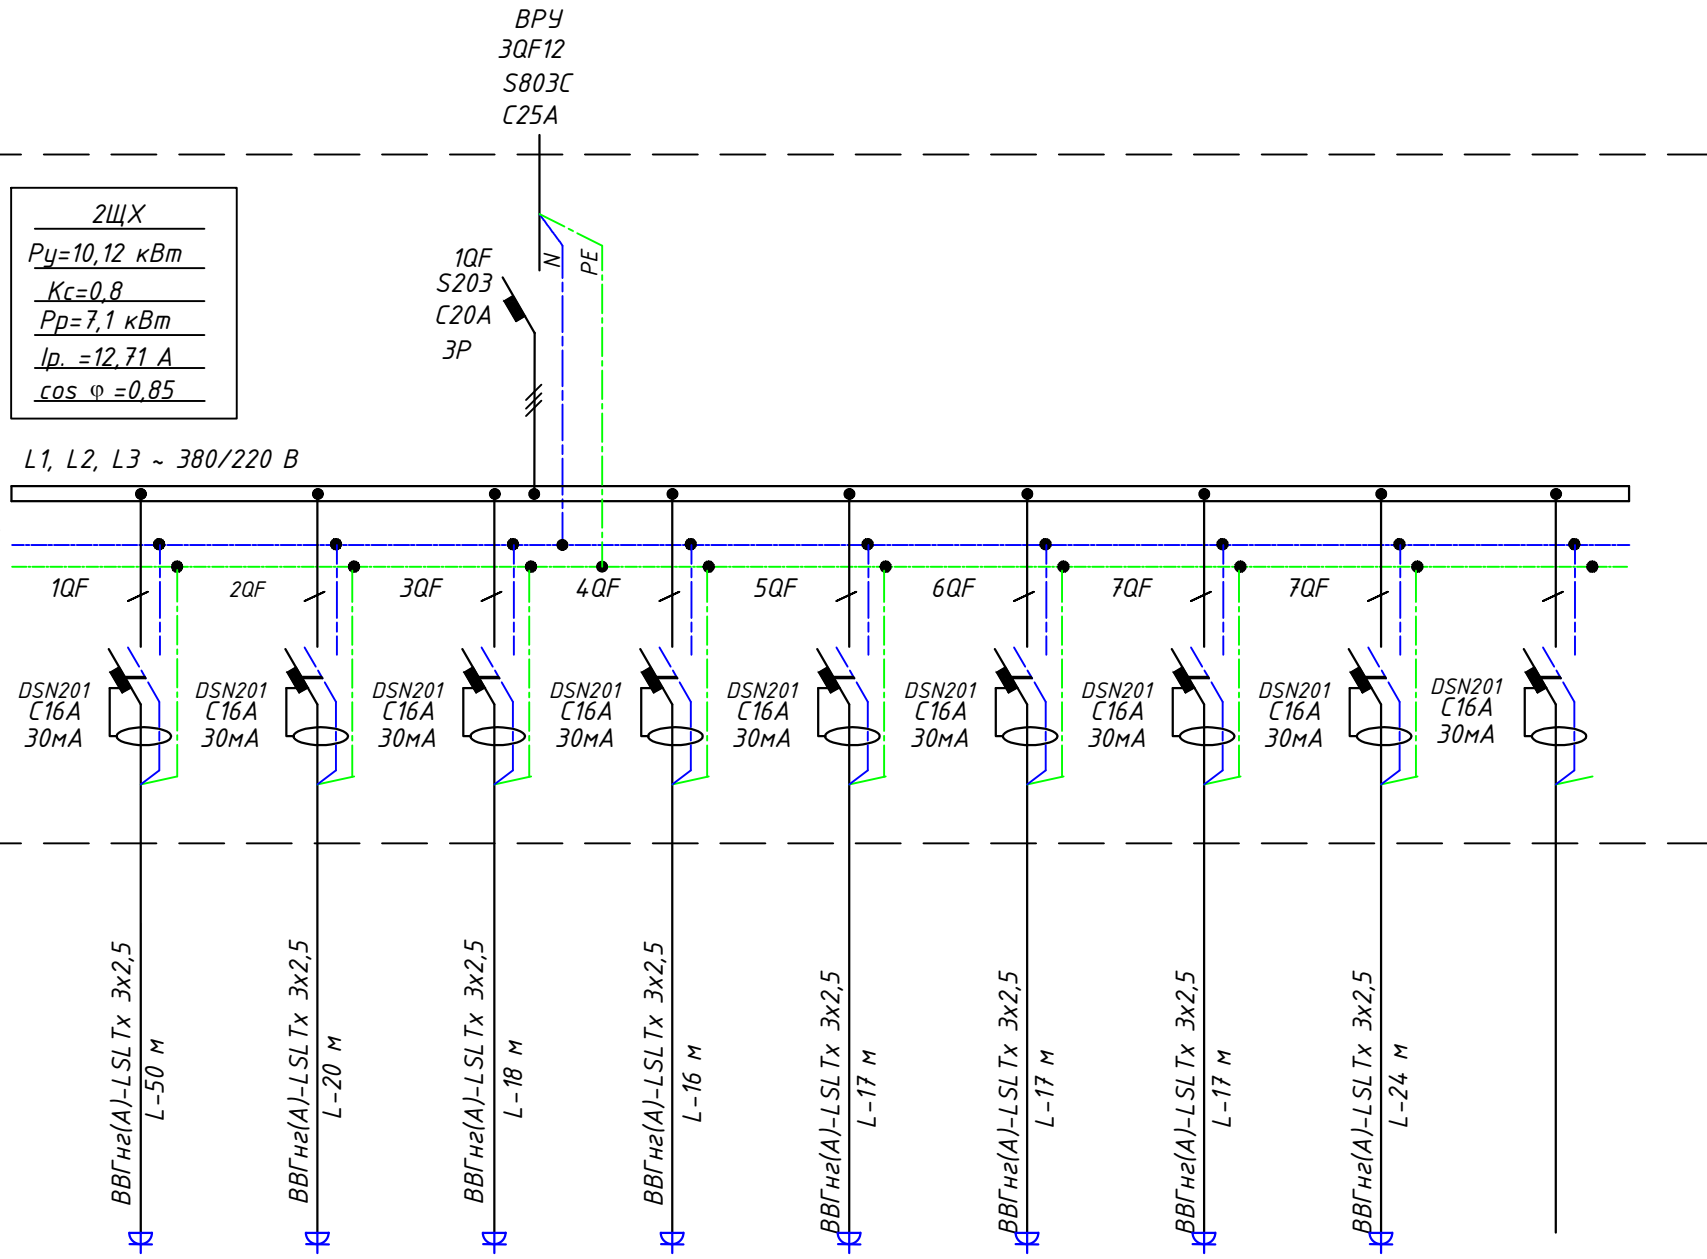 ВРУ
3QF12
S803C
C25A
2ЩХ
Ру=10,12 кВт
Кс=0,8
Рр=7,1 кВт
Iр. =12,71 А
cos φ =0,85
1QF
S203
C20A
3P
N
PE
L1, L2, L3 ~ 380/220 В
1QF
2QF
3QF
4QF
5QF
6QF
7QF
7QF
DSN201
C16A
30мА
DSN201
C16A
30мА
DSN201
C16A
30мА
DSN201
C16A
30мА
DSN201
C16A
30мА
DSN201
C16A
30мА
DSN201
C16A
30мА
DSN201
C16A
30мА
DSN201
C16A
30мА
ВВГнг(А)-LSLTx 3х2,5
L-50 м
ВВГнг(А)-LSLTx 3х2,5
L-20 м
ВВГнг(А)-LSLTx 3х2,5
L-18 м
ВВГнг(А)-LSLTx 3х2,5
L-16 м
ВВГнг(А)-LSLTx 3х2,5
L-17 м
ВВГнг(А)-LSLTx 3х2,5
L-17 м
ВВГнг(А)-LSLTx 3х2,5
L-17 м
ВВГнг(А)-LSLTx 3х2,5
L-24 м